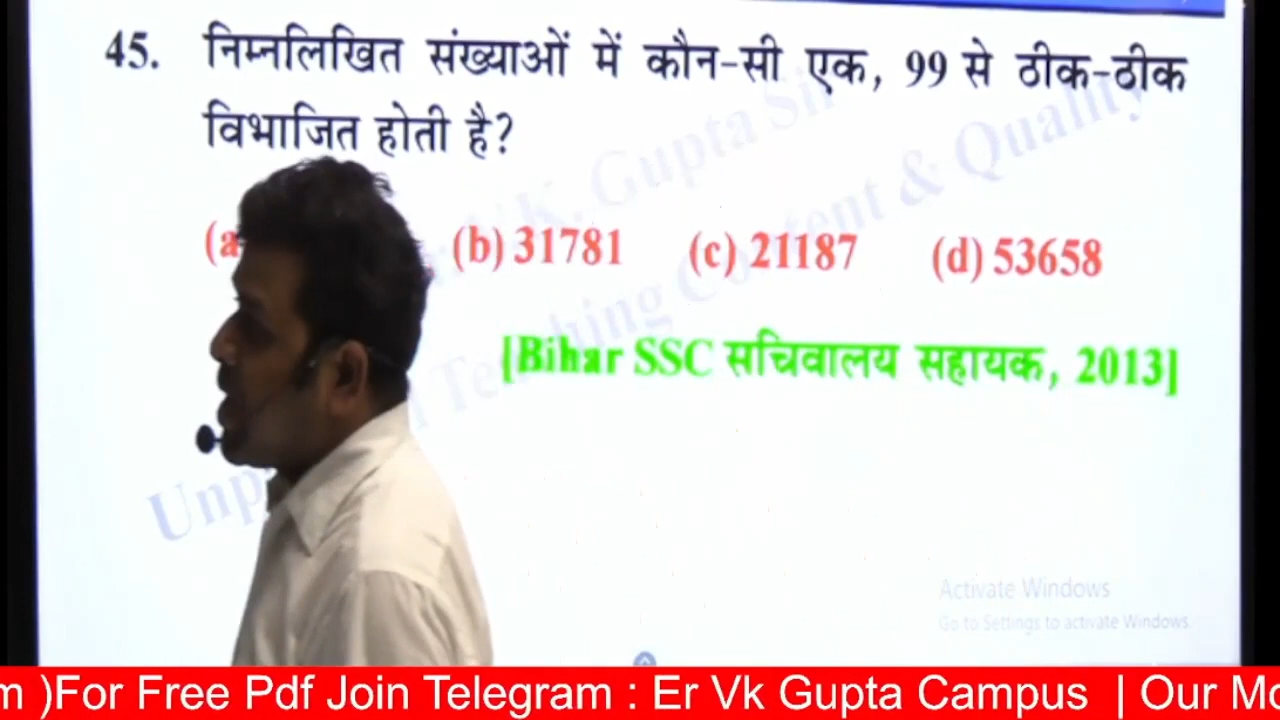 45. निम्नलिखित संख्याओं में कौन-सी एक, 99 से ठीक-ठीक
विभाजित होती है?
(a (b) 31781 (c) 21187 (d) 53658
[Bihar SSC सचिवालय सहायक, 2013]
Activate Windows
Go to Settings to activate Windows.
m )For Free Pdf Join Telegram : Er Vk Gupta Campus | Our Mo